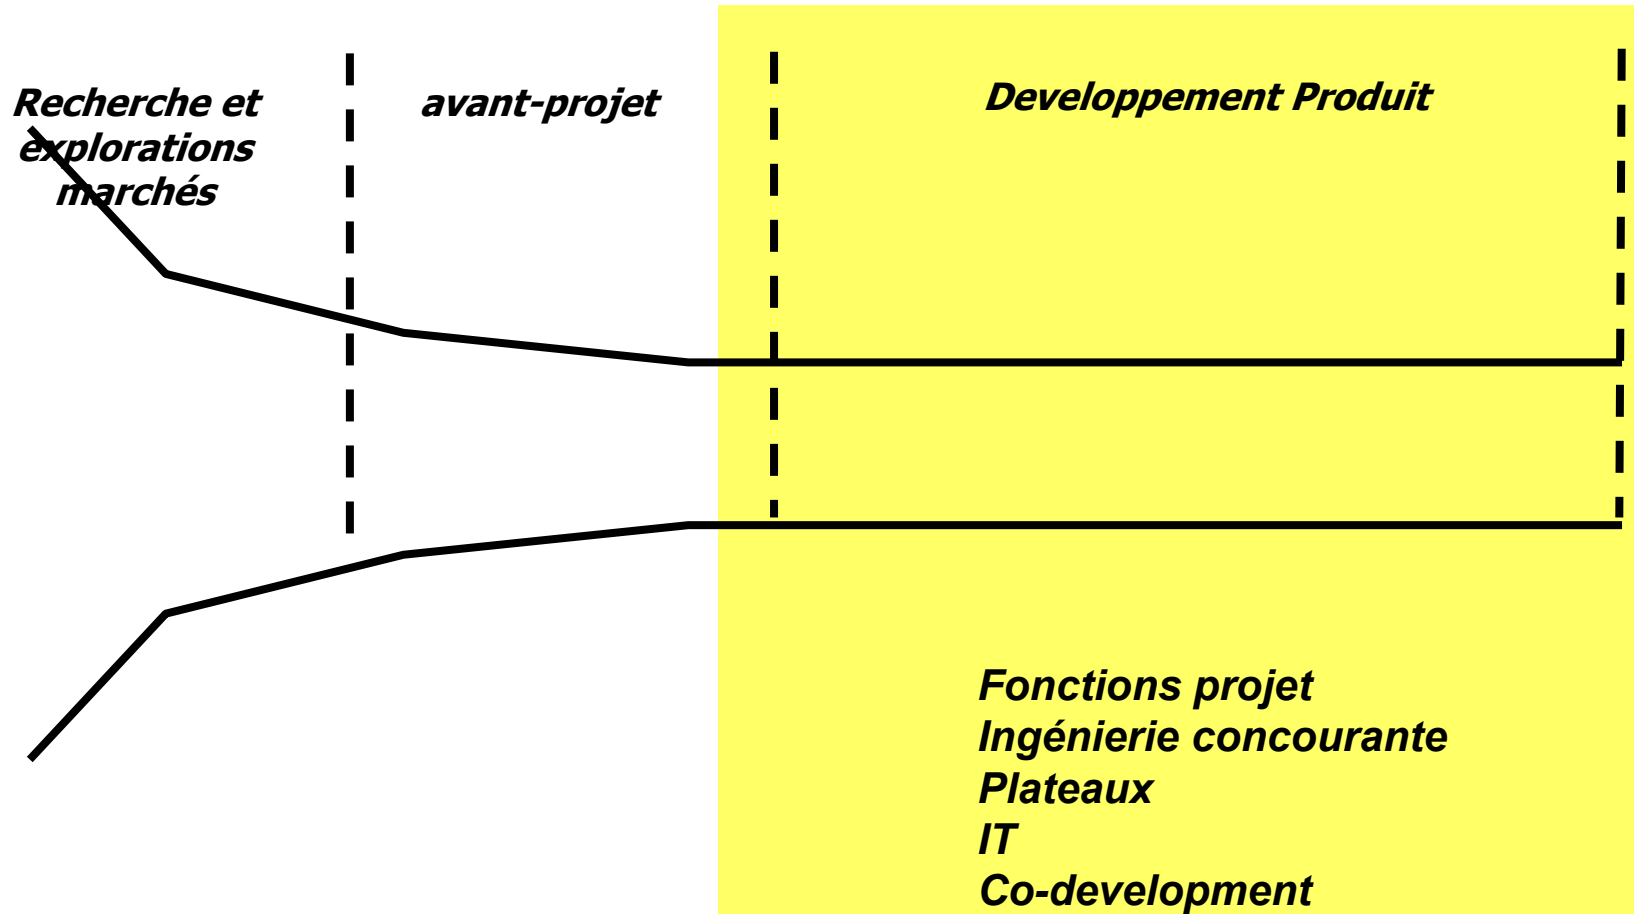 Recherche et
explorations
marchés
avant-projet
Developpement Produit
Fonctions projet
Ingénierie concourante
Plateaux
IT
Co-development